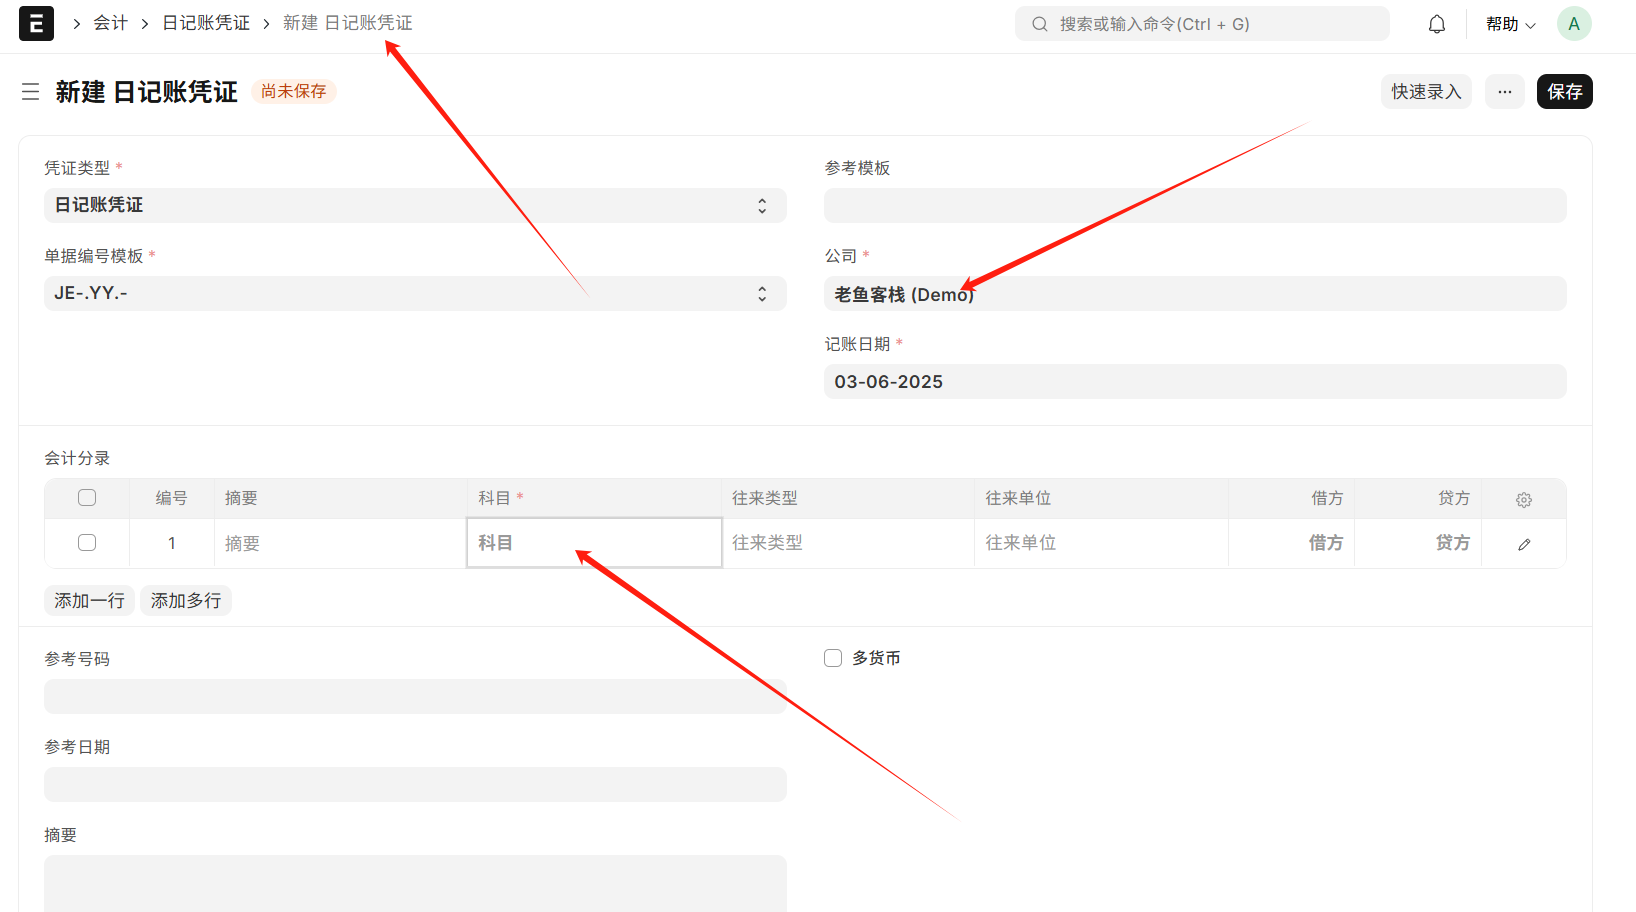 E > 会计 > 日记账凭证 > 新建 日记账凭证 搜索或输入命令(Ctrl + G) 帮助 A
新建 日记账凭证 尚未保存 快速录入 ... 保存
凭证类型 * 参考模板
日记账凭证
单据编号模板 * 公司 *
JE-.YY.- 老鱼客栈 (Demo)
记账日期 *
03-06-2025
会计分录
编号 摘要 科目 * 往来类型 往来单位 借方 贷方
1 摘要 科目 往来类型 往来单位 借方 贷方
添加一行 添加多行
参考号码 多货币
参考日期
摘要